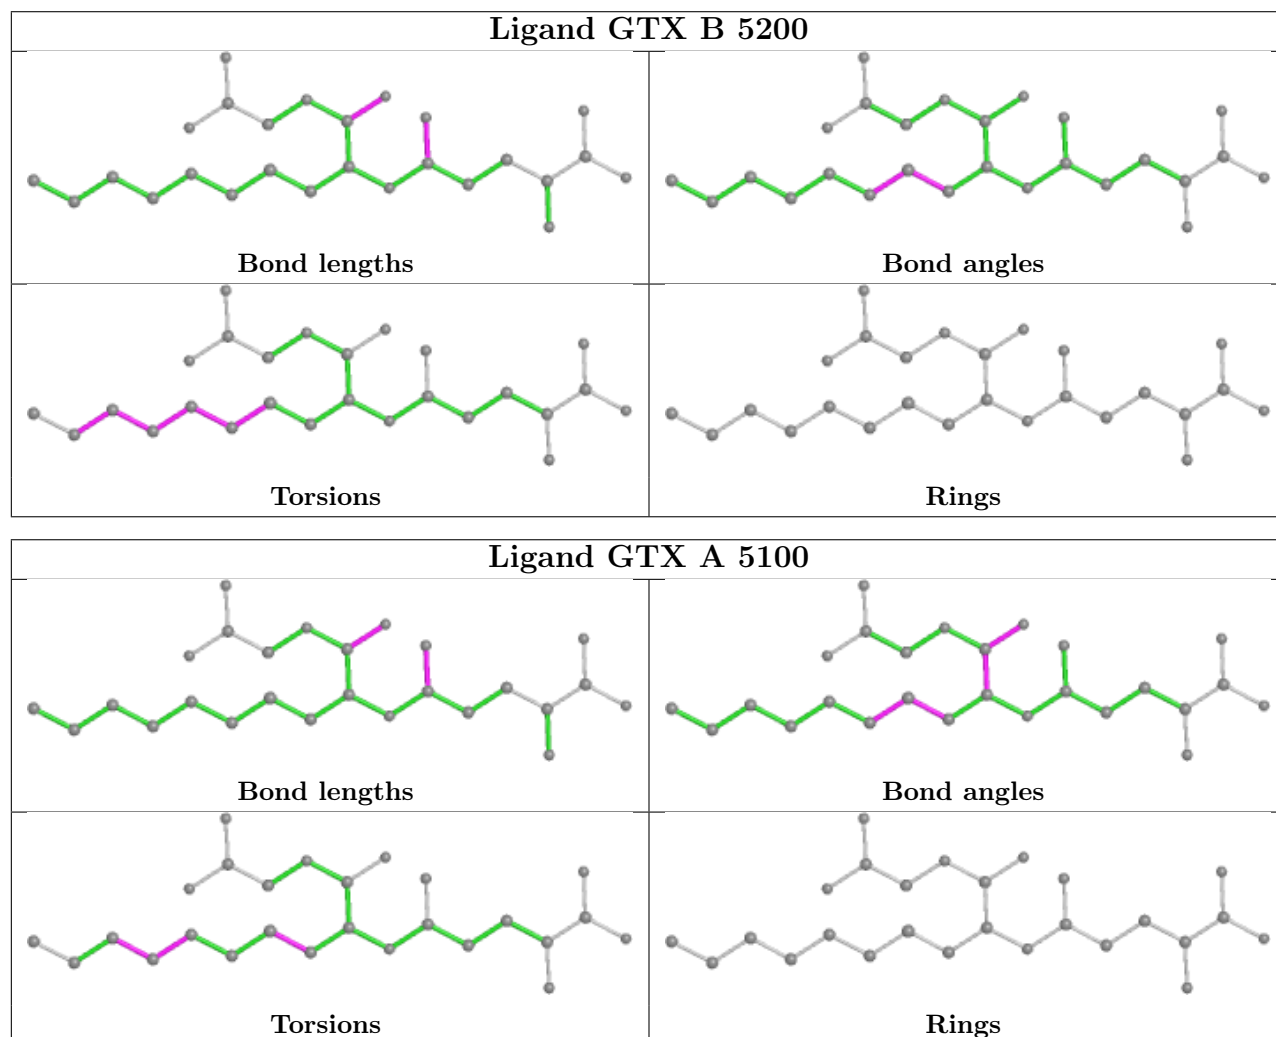 Ligand GTX B 5200
Bond lengths
Bond angles
Torsions
Rings
Ligand GTX A 5100
Bond lengths
Bond angles
Torsions
Rings